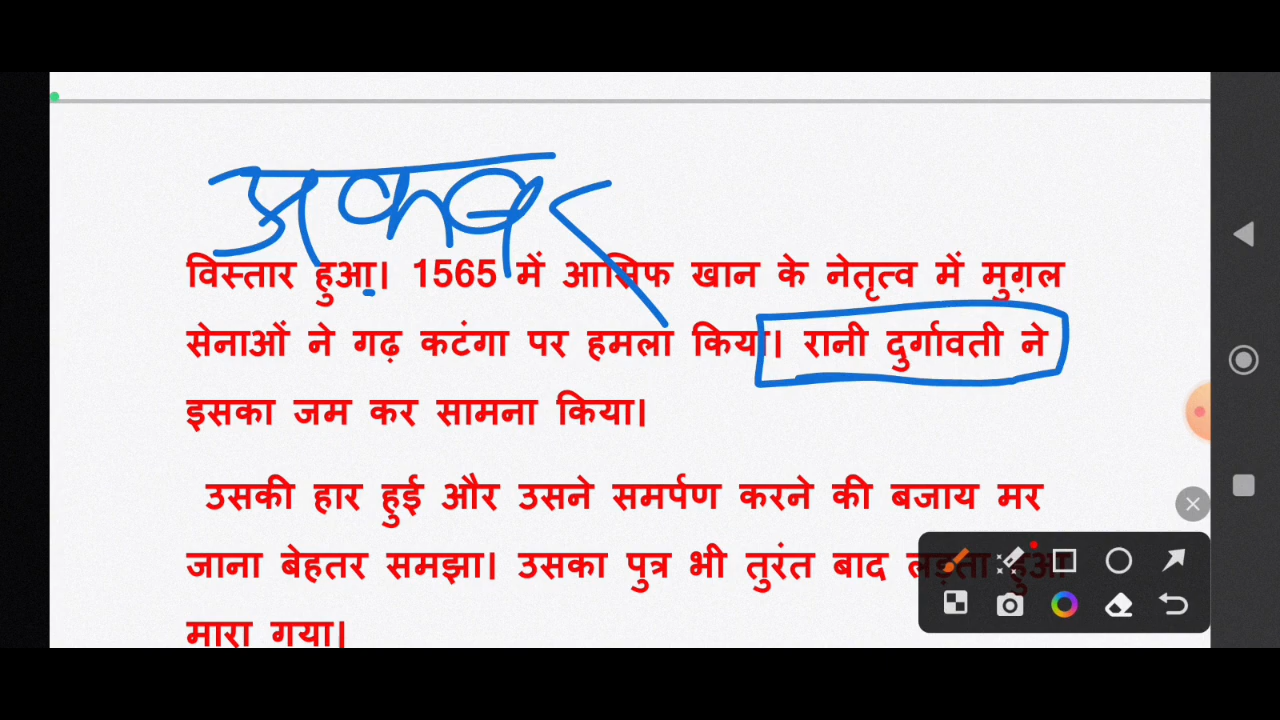 अकबर
विस्तार हुआ। 1565 में आसिफ खान के नेतृत्व में मुग़ल
सेनाओं ने गढ़ कटंगा पर हमला किया। रानी दुर्गावती ने
इसका जम कर सामना किया।
उसकी हार हुई और उसने समर्पण करने की बजाय मर
जाना बेहतर समझा। उसका पुत्र भी तुरंत बाद लड़ता हुआ
मारा गया।